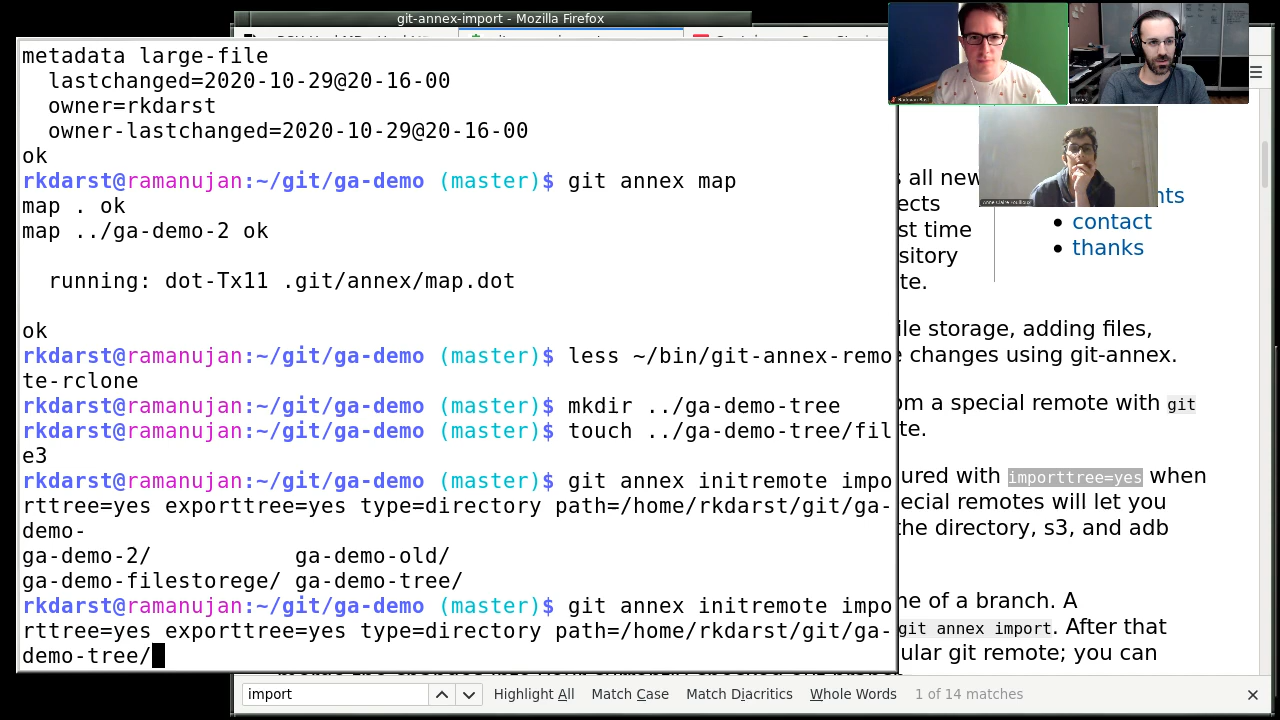 git-annex-import - Mozilla Firefox
metadata large-file
lastchanged=2020-10-29@20-16-00
owner=rkdarst
owner-lastchanged=2020-10-29@20-16-00
ok
rkdarst@ramanujan:~/git/ga-demo (master)$ git annex map
map . ok
map ../ga-demo-2 ok
running: dot-Tx11 .git/annex/map.dot
ok
rkdarst@ramanujan:~/git/ga-demo (master)$ less ~/bin/git-annex-remo
te-rclone
rkdarst@ramanujan:~/git/ga-demo (master)$ mkdir ../ga-demo-tree
rkdarst@ramanujan:~/git/ga-demo (master)$ touch ../ga-demo-tree/fil
e3
rkdarst@ramanujan:~/git/ga-demo (master)$ git annex initremote impo
rttree=yes exporttree=yes type=directory path=/home/rkdarst/git/ga-
demo-
ga-demo-2/ ga-demo-old/
ga-demo-filestorege/ ga-demo-tree/
rkdarst@ramanujan:~/git/ga-demo (master)$ git annex initremote impo
rttree=yes exporttree=yes type=directory path=/home/rkdarst/git/ga-
demo-tree/
s all new
ects
st time
sitory
te.
nts
contact
thanks
ile storage, adding files,
e changes using git-annex.
om a special remote with git
te.
ured with importtree=yes when
ecial remotes will let you
the directory, s3, and adb
ne of a branch. A
git annex import. After that
ular git remote; you can
import Highlight All Match Case Match Diacritics Whole Words 1 of 14 matches